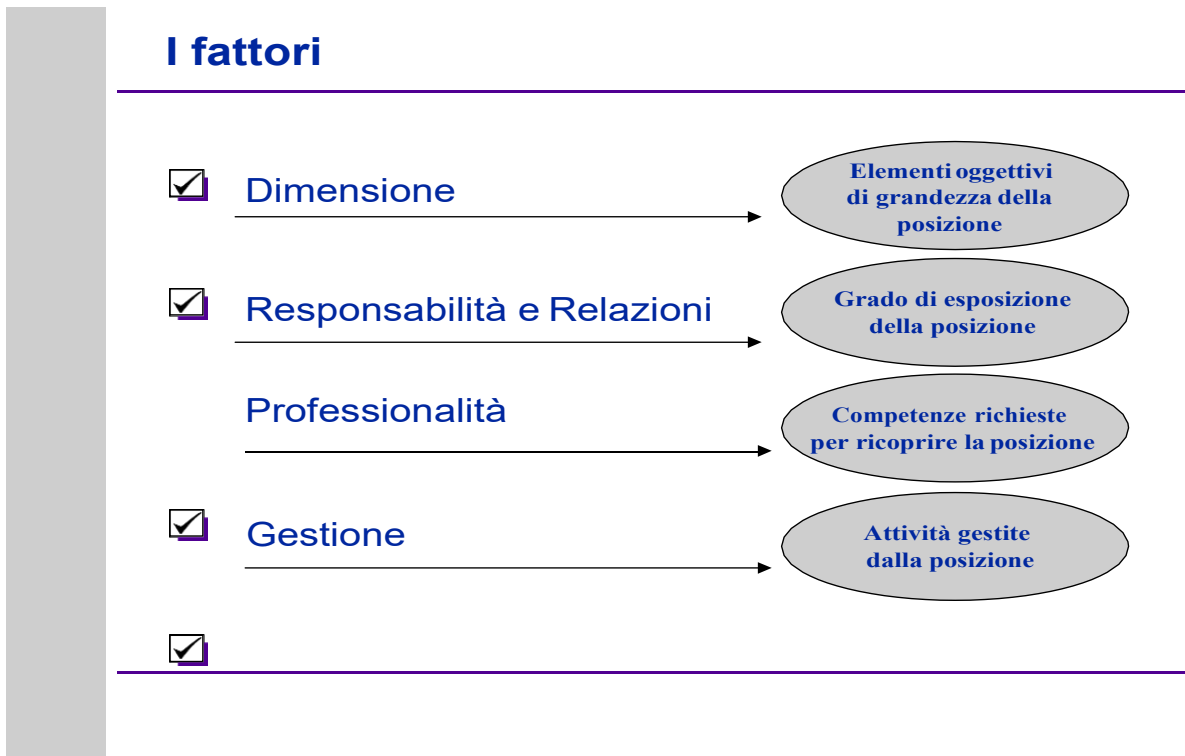 I fattori
Dimensione
Elementi oggettivi
di grandezza della
posizione
Responsabilità e Relazioni
Grado di esposizione
della posizione
Professionalità
Competenze richieste
per ricoprire la posizione
Gestione
Attività gestite
dalla posizione